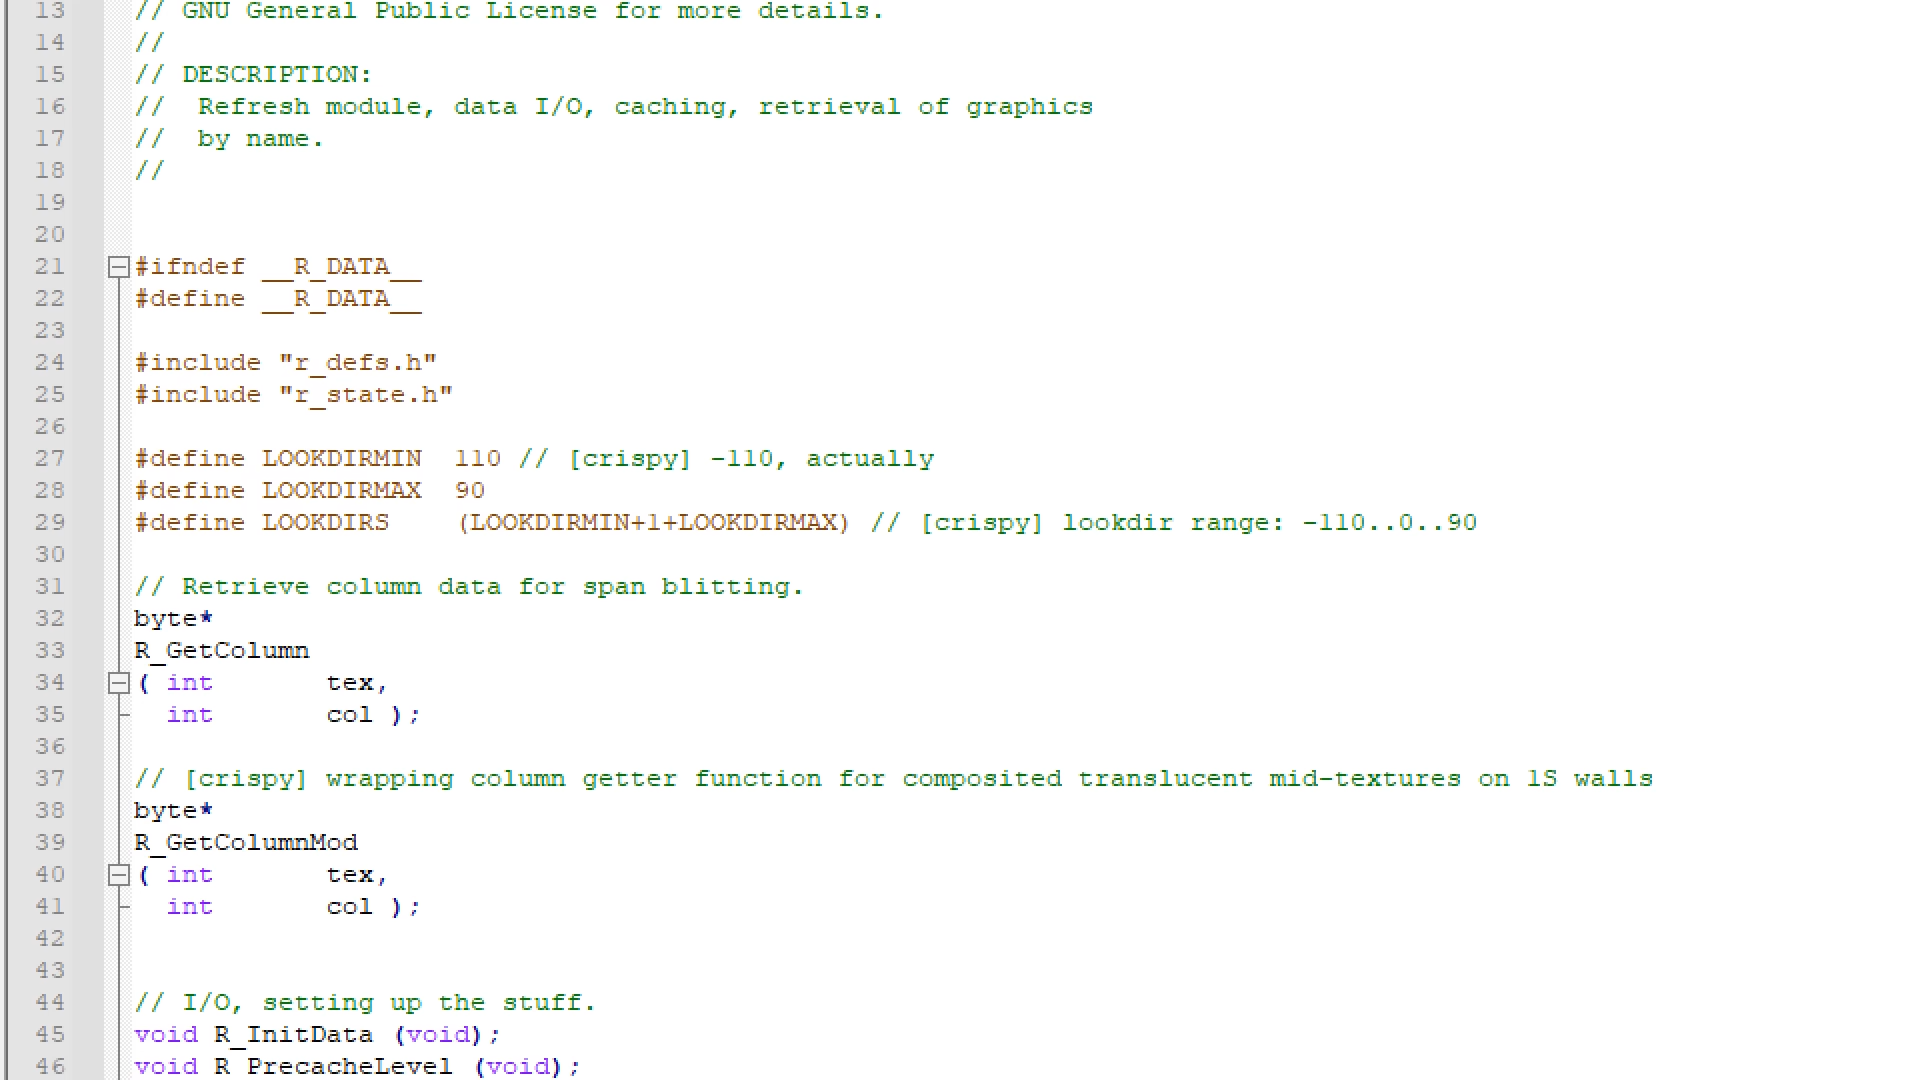 13 // GNU General Public License for more details.
14 //
15 // DESCRIPTION:
16 //  Refresh module, data I/O, caching, retrieval of graphics
17 //  by name.
18 //
19
20
21 #ifndef __R_DATA__
22 #define __R_DATA__
23
24 #include "r_defs.h"
25 #include "r_state.h"
26
27 #define LOOKDIRMIN  110 // [crispy] -110, actually
28 #define LOOKDIRMAX  90
29 #define LOOKDIRS    (LOOKDIRMIN+1+LOOKDIRMAX) // [crispy] lookdir range: -110..0..90
30
31 // Retrieve column data for span blitting.
32 byte*
33 R_GetColumn
34 ( int       tex,
35   int       col );
36
37 // [crispy] wrapping column getter function for composited translucent mid-textures on 1S walls
38 byte*
39 R_GetColumnMod
40 ( int       tex,
41   int       col );
42
43
44 // I/O, setting up the stuff.
45 void R_InitData (void);
46 void R_PrecacheLevel (void);